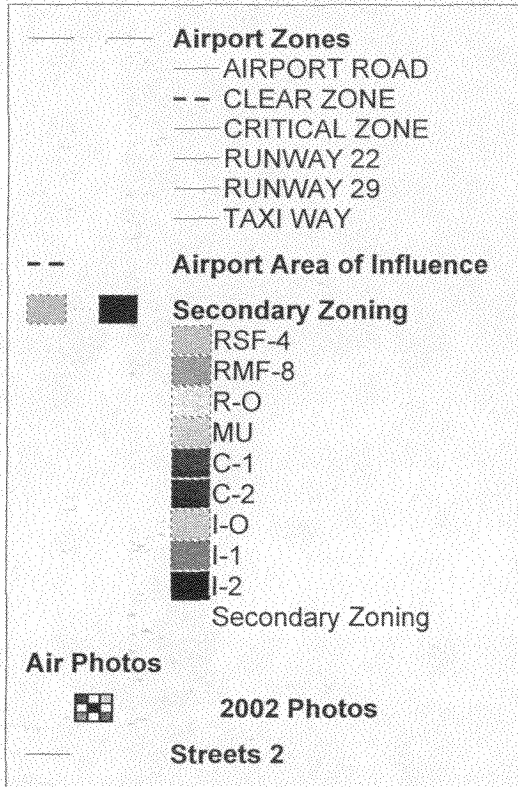 Airport Zones
AIRPORT ROAD
CLEAR ZONE
CRITICAL ZONE
RUNWAY 22
RUNWAY 29
TAXI WAY
Airport Area of Influence
Secondary Zoning
RSF-4
RMF-8
R-O
MU
C-1
C-2
I-O
I-1
I-2
Secondary Zoning
Air Photos
2002 Photos
Streets 2